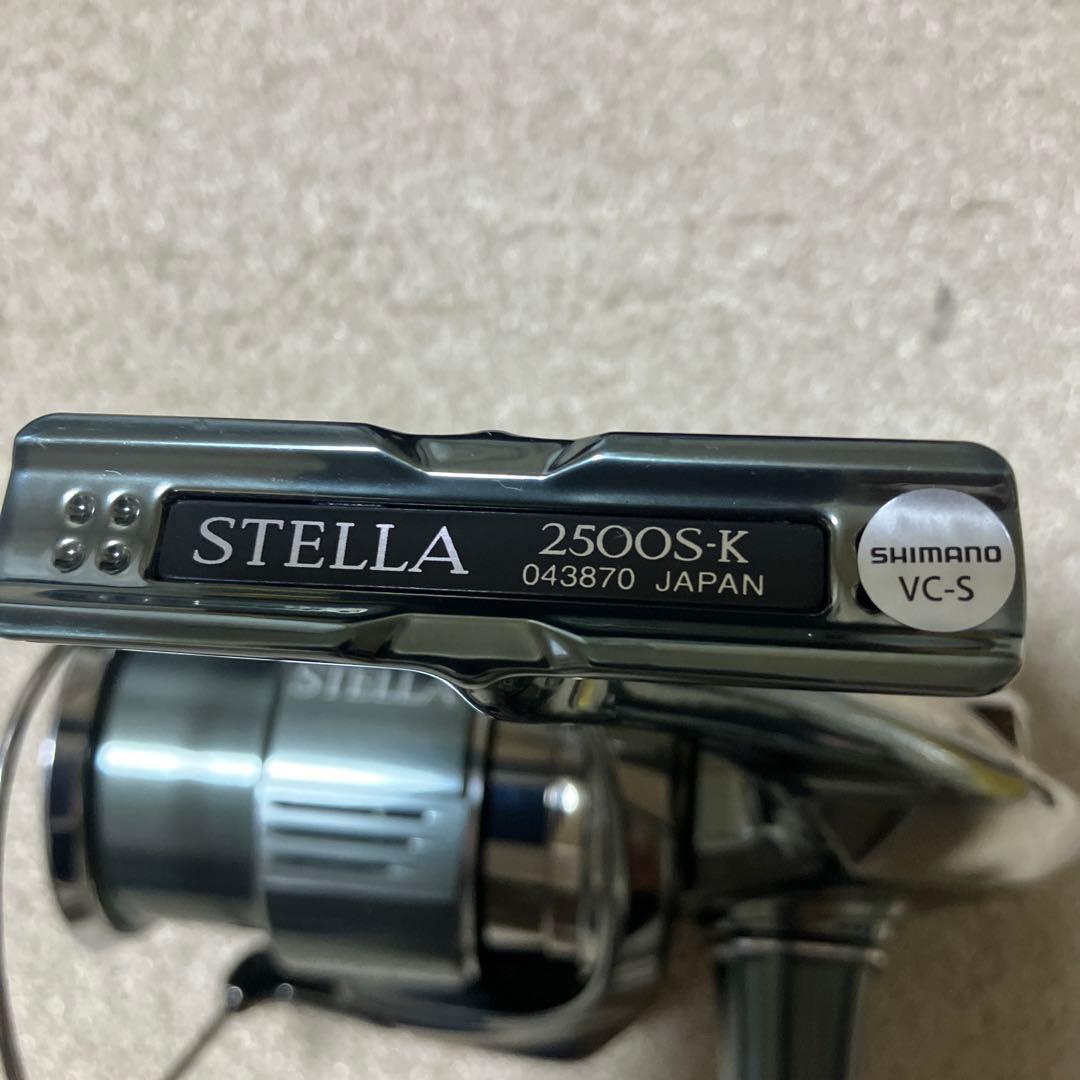 STELLA
2500S-K
043870 JAPAN
SHIMANO
VC-S
STELLA